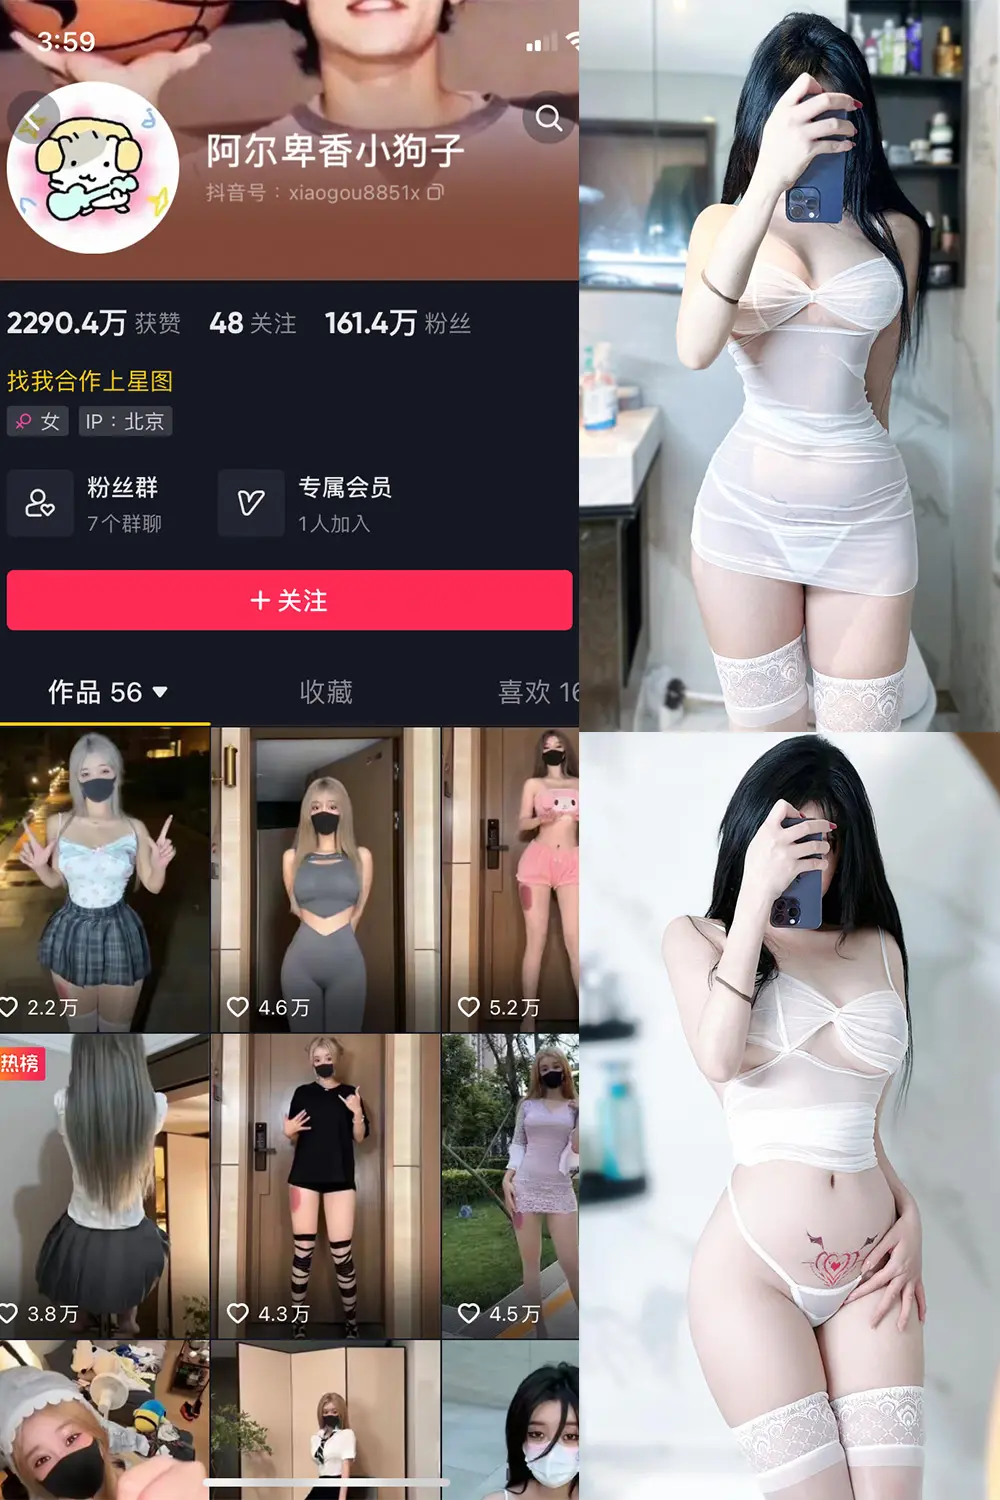 3:59
阿尔卑香小狗子
抖音号：xiaogou8851x
2290.4万 获赞 48 关注 161.4万 粉丝
找我合作上星图
女 IP：北京
粉丝群 专属会员
7个群聊 1人加入
+ 关注
作品 56 收藏 喜欢 16
2.2万 4.6万 5.2万
热榜
3.8万 4.3万 4.5万